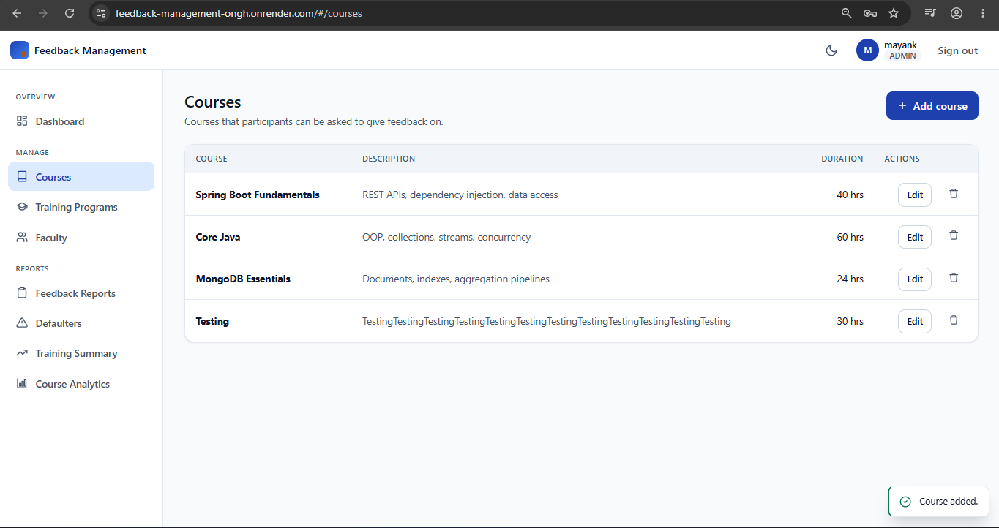 feedback-management-ongh.onrender.com/#/courses
Feedback Management
M
mayank
ADMIN
Sign out
OVERVIEW
Dashboard
MANAGE
Courses
Training Programs
Faculty
REPORTS
Feedback Reports
Defaulters
Training Summary
Course Analytics
Courses
Courses that participants can be asked to give feedback on.
+ Add course
COURSE DESCRIPTION DURATION ACTIONS
Spring Boot Fundamentals REST APIs, dependency injection, data access 40 hrs Edit
Core Java OOP, collections, streams, concurrency 60 hrs Edit
MongoDB Essentials Documents, indexes, aggregation pipelines 24 hrs Edit
Testing TestingTestingTestingTestingTestingTestingTestingTestingTestingTestingTestingTesting 30 hrs Edit
Course added.